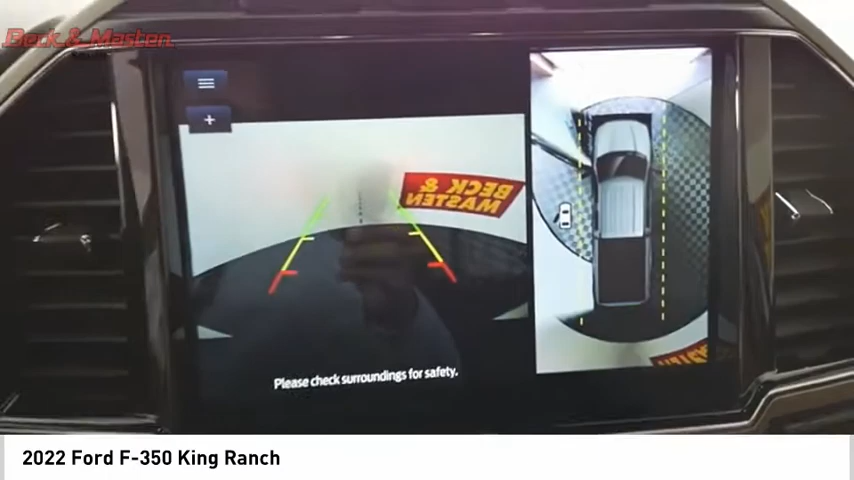 Beck & Masten
BECK &
MASTEN
Please check surroundings for safety.
2022 Ford F-350 King Ranch